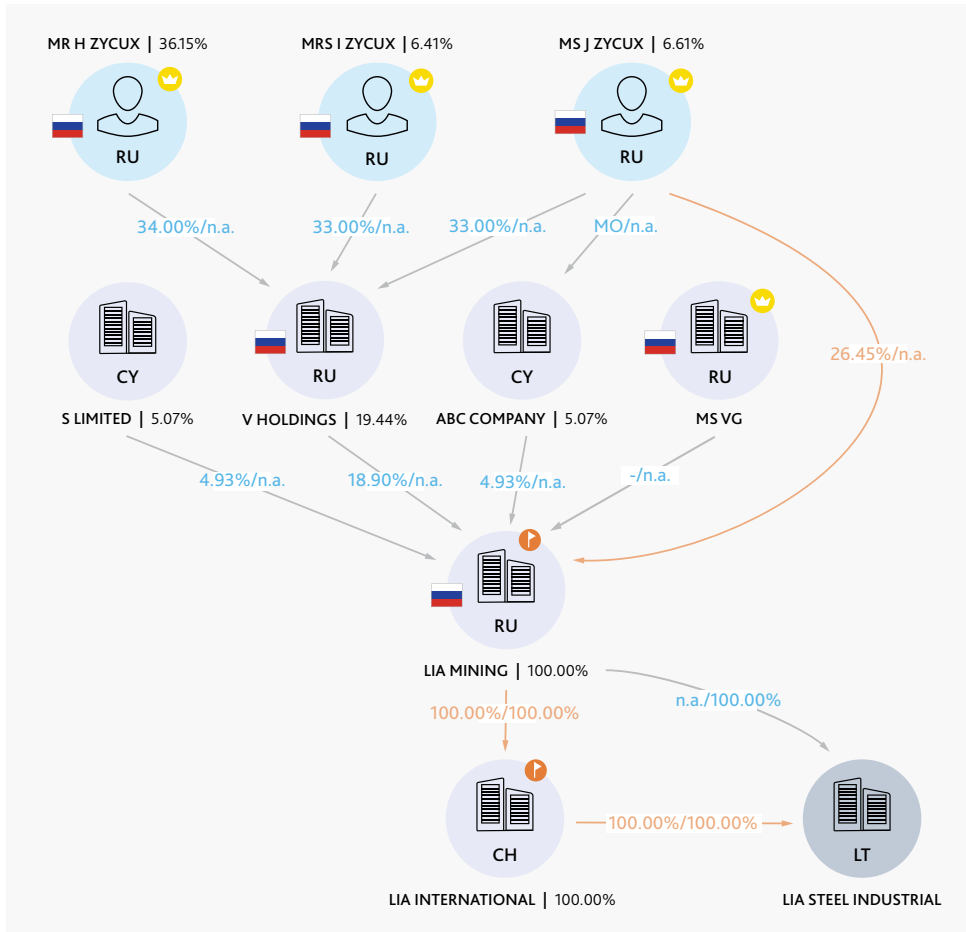 MR H ZYCUX | 36.15%
MRS I ZYCUX | 6.41%
MS J ZYCUX | 6.61%
RU
RU
RU
34.00%/n.a.
33.00%/n.a.
33.00%/n.a.
MO/n.a.
26.45%/n.a.
CY
RU
CY
RU
S LIMITED | 5.07%
V HOLDINGS | 19.44%
ABC COMPANY | 5.07%
MS VG
4.93%/n.a.
18.90%/n.a.
4.93%/n.a.
-/n.a.
RU
LIA MINING | 100.00%
100.00%/100.00%
n.a./100.00%
CH
100.00%/100.00%
LT
LIA INTERNATIONAL | 100.00%
LIA STEEL INDUSTRIAL